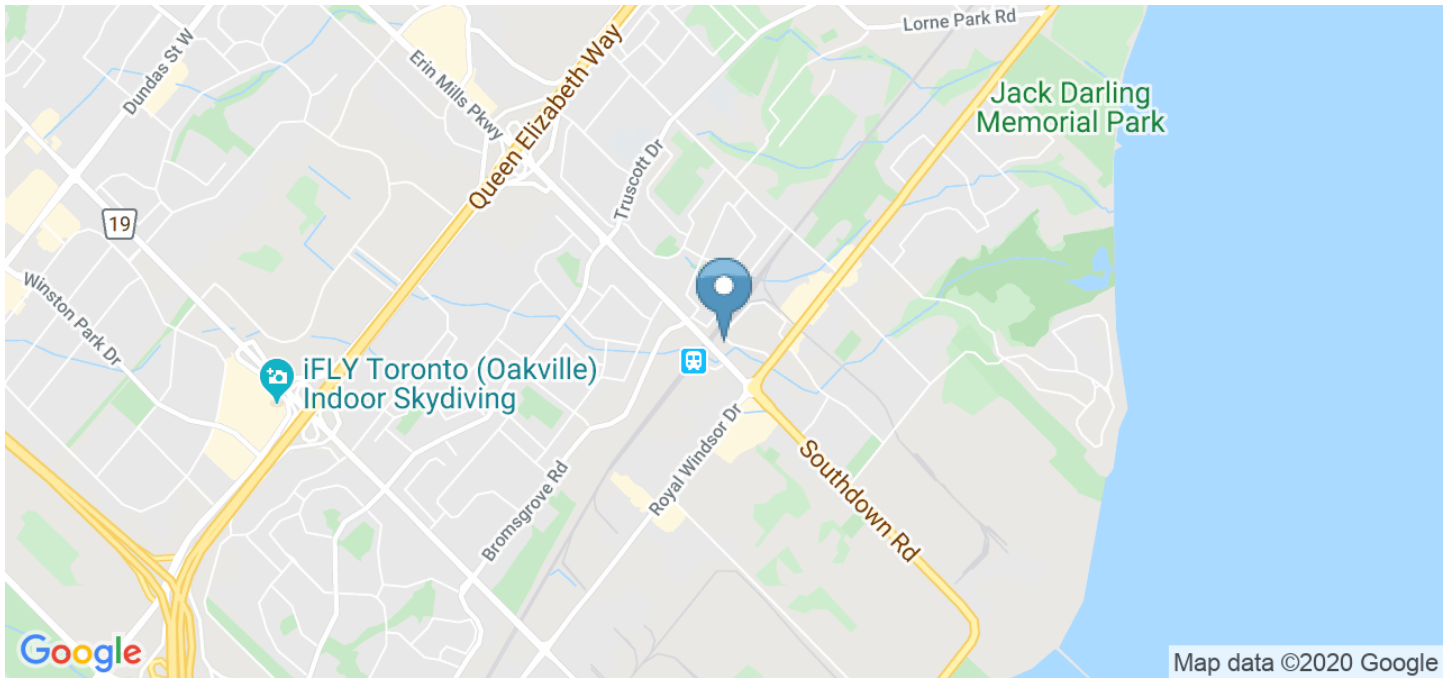 Lorne Park Rd
Dundas St W
Erin Mills Pkwy
Queen Elizabeth Way
Jack Darling
Memorial Park
Truscott Dr
19
Winston Park Dr
iFLY Toronto (Oakville)
Indoor Skydiving
Royal Windsor Dr
Bromsgrove Rd
Southdown Rd
Google
Map data ©2020 Google